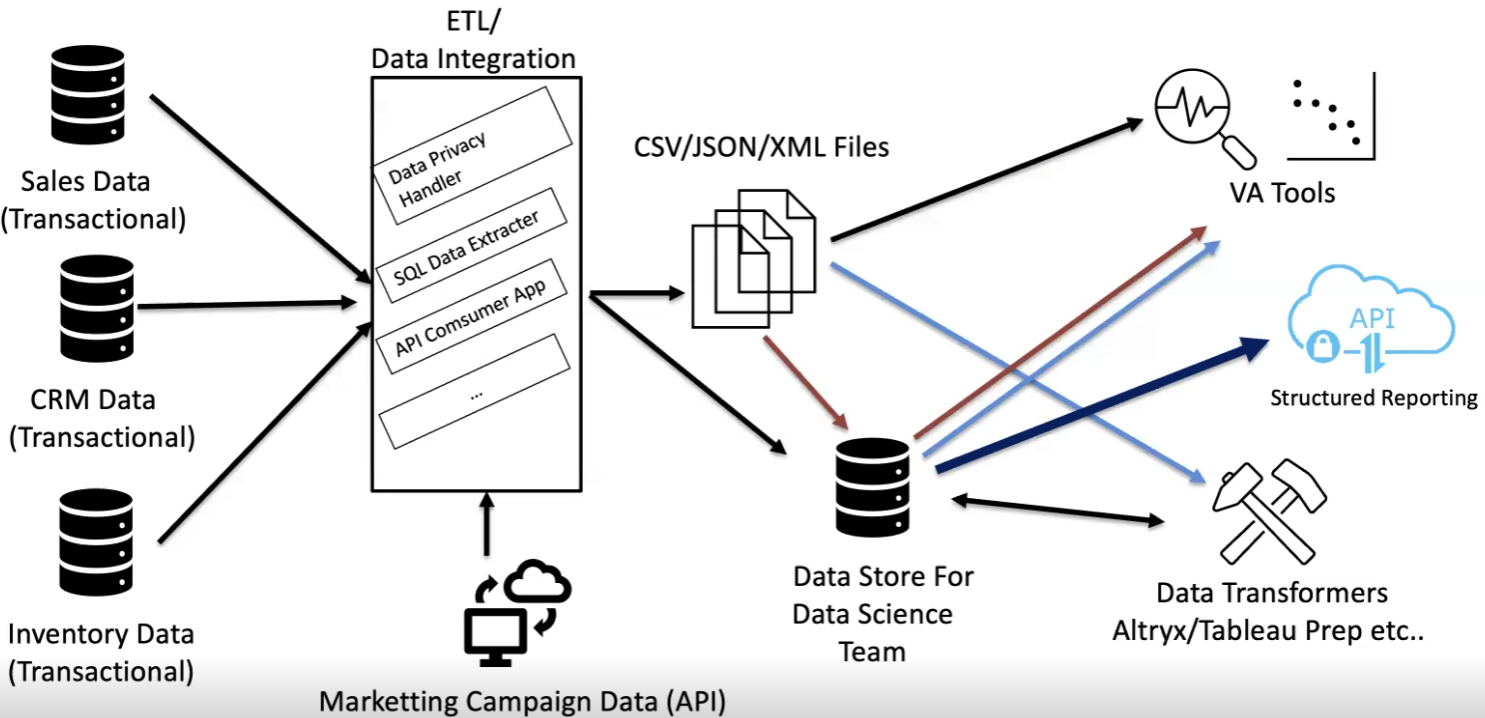 ETL/
Data Integration
Sales Data
(Transactional)
CRM Data
(Transactional)
Inventory Data
(Transactional)
Data Privacy
Handler
SQL Data Extracter
API Comsumer App
...
Marketting Campaign Data (API)
CSV/JSON/XML Files
Data Store For
Data Science
Team
VA Tools
API
Structured Reporting
Data Transformers
Altryx/Tableau Prep etc..